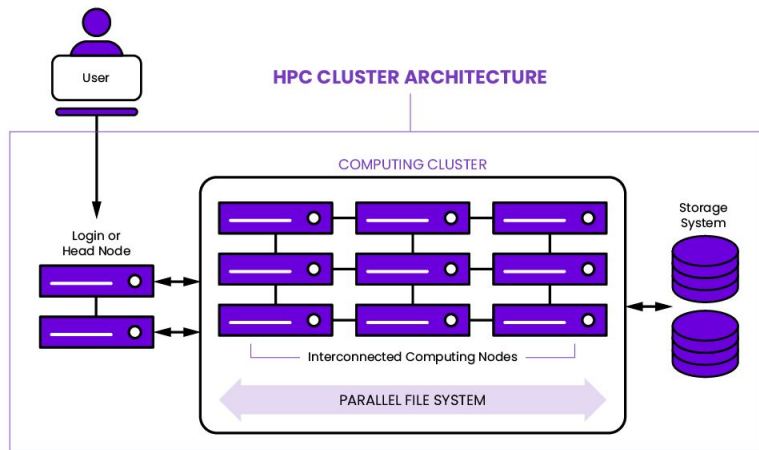 User
HPC CLUSTER ARCHITECTURE
COMPUTING CLUSTER
Login or
Head Node
Storage
System
Interconnected Computing Nodes
PARALLEL FILE SYSTEM